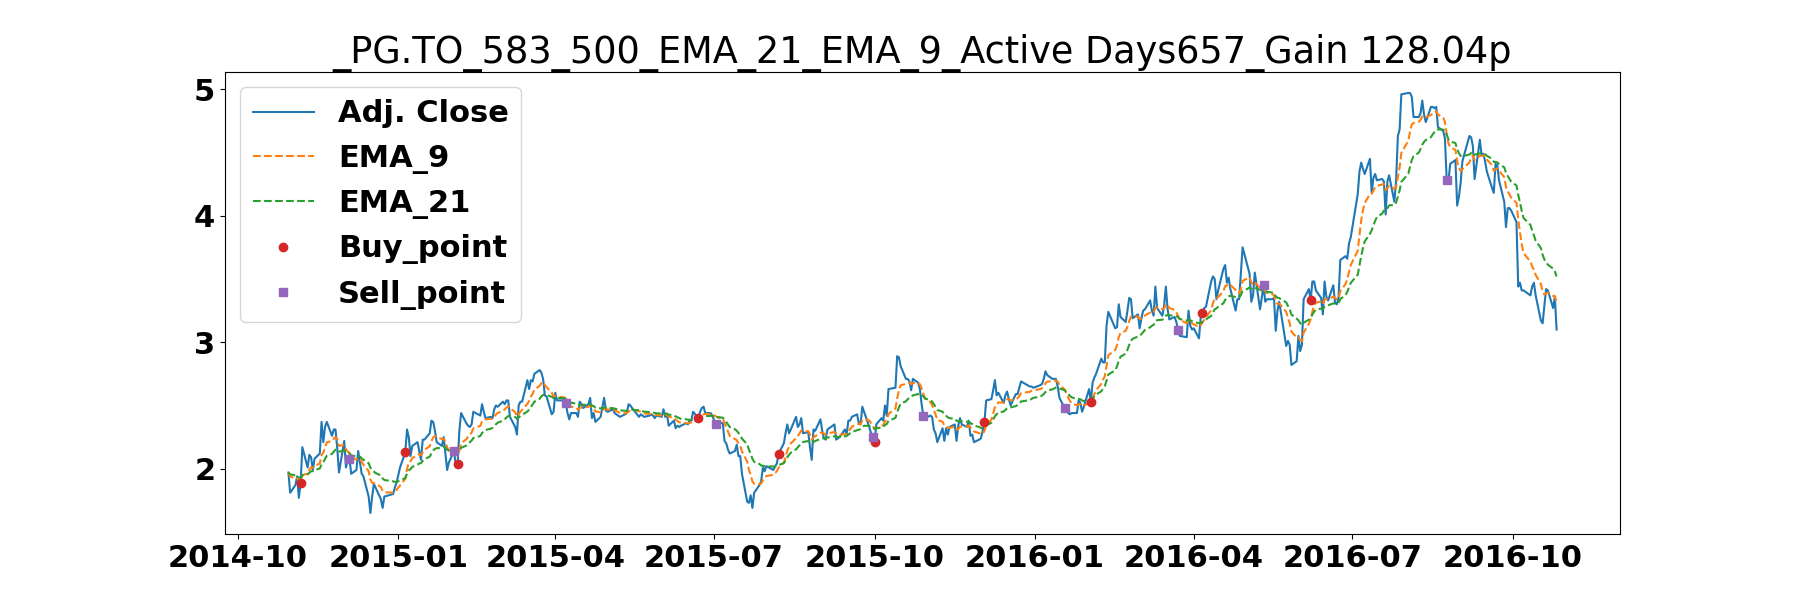 _PG.TO_583_500_EMA_21_EMA_9_Active Days657_Gain 128.04p
5
4
3
2
Adj. Close
EMA_9
EMA_21
Buy_point
Sell_point
2014-10 2015-01 2015-04 2015-07 2015-10 2016-01 2016-04 2016-07 2016-10